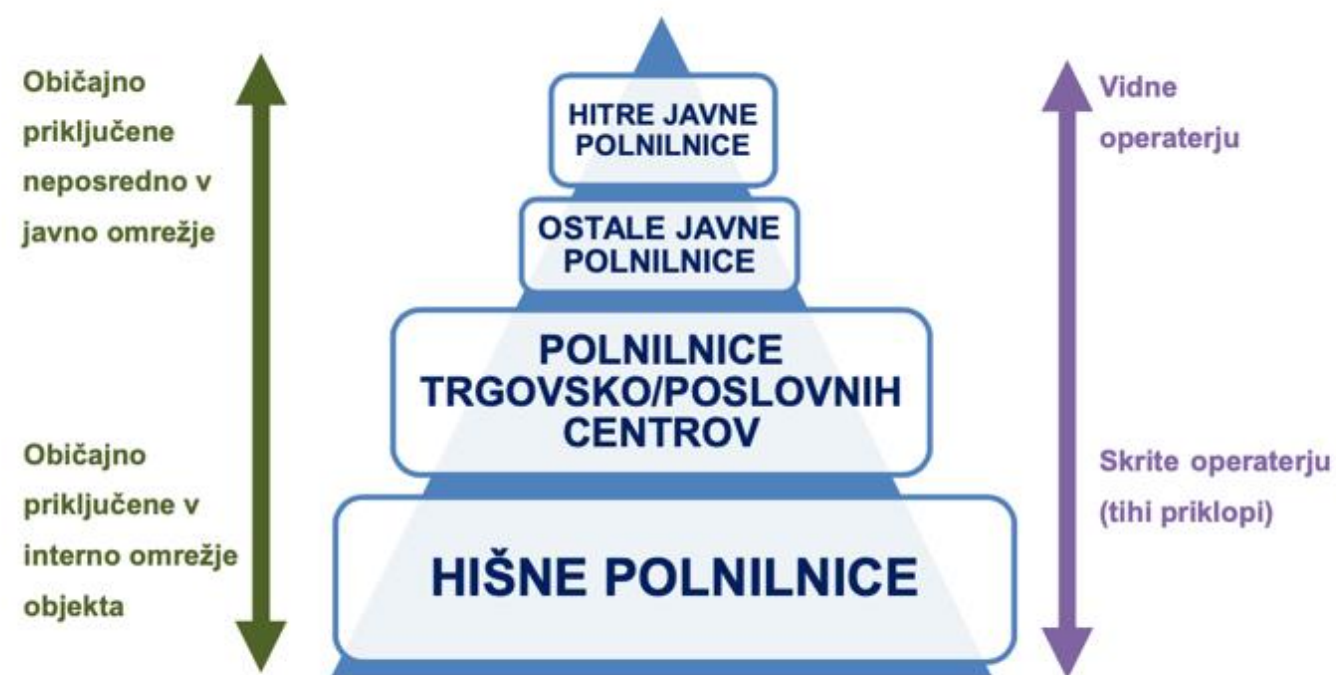 Običajno
priključene
neposredno v
javno omrežje
Običajno
priključene v
interno omrežje
objekta
HITRE JAVNE
POLNILNICE
OSTALE JAVNE
POLNILNICE
POLNILNICE
TRGOVSKO/POSLOVNIH
CENTROV
HIŠNE POLNILNICE
Vidne
operaterju
Skrite operaterju
(tihi priklopi)